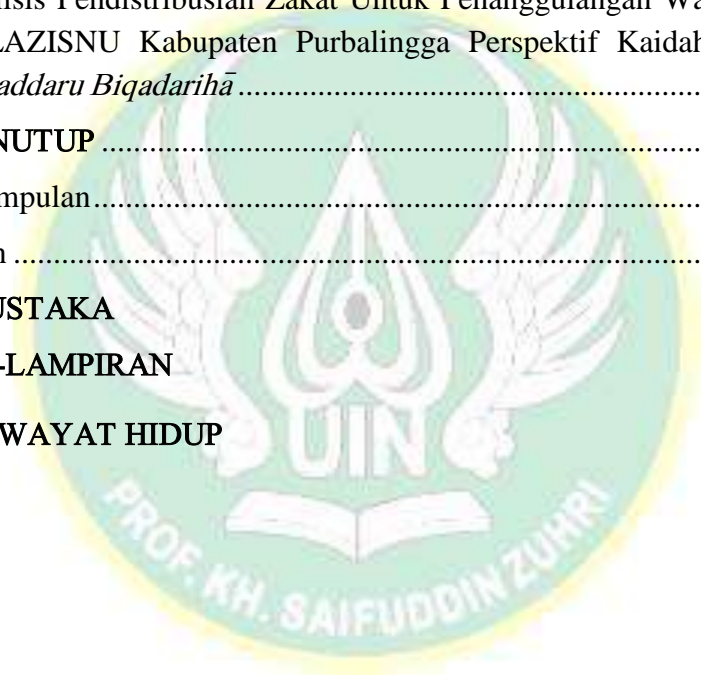 lisis Pendistribusian Zakat Untuk Penanggulangan Wa
LAZISNU Kabupaten Purbalingga Perspektif Kaidah
addaru Biqadarihā ........................................................
NUTUP ........................................................................
mpulan ........................................................................
n ................................................................................
USTAKA
-LAMPIRAN
WAYAT HIDUP
UIN
PROF. KH. SAIFUDDIN ZUHRI